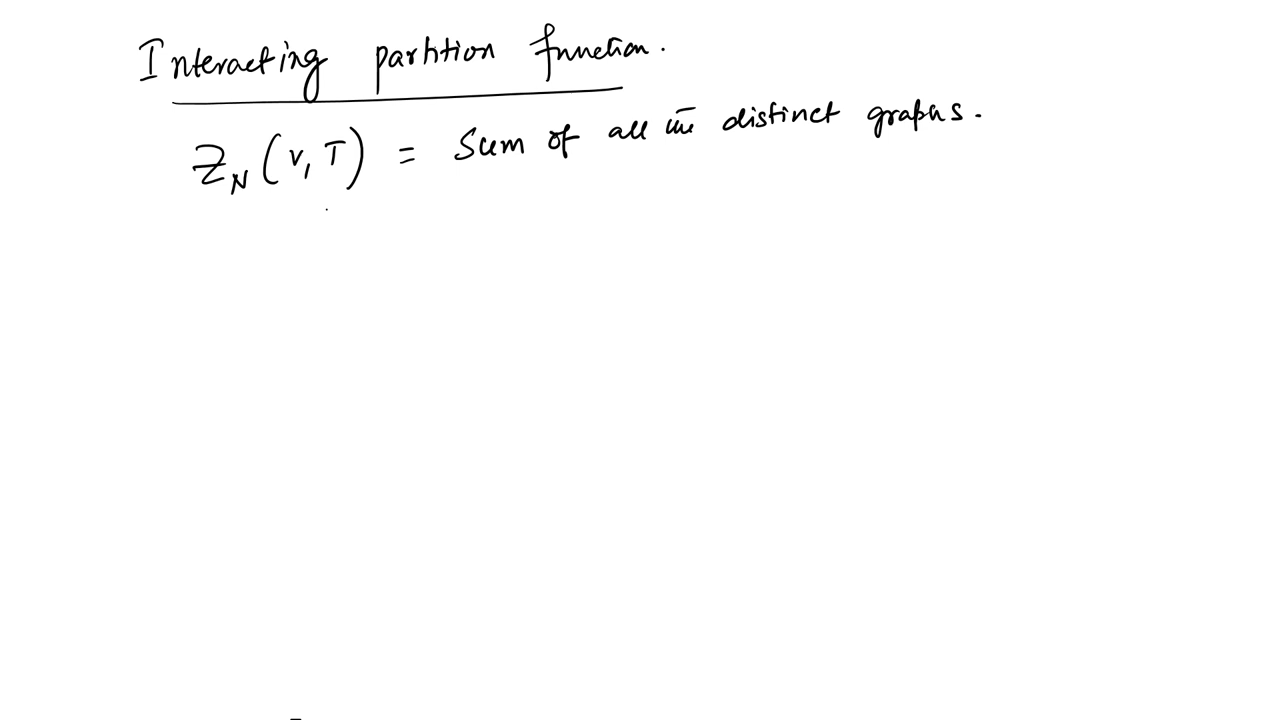 Interacting partition function.
Z_N (V, T) = Sum of all the distinct graphs.